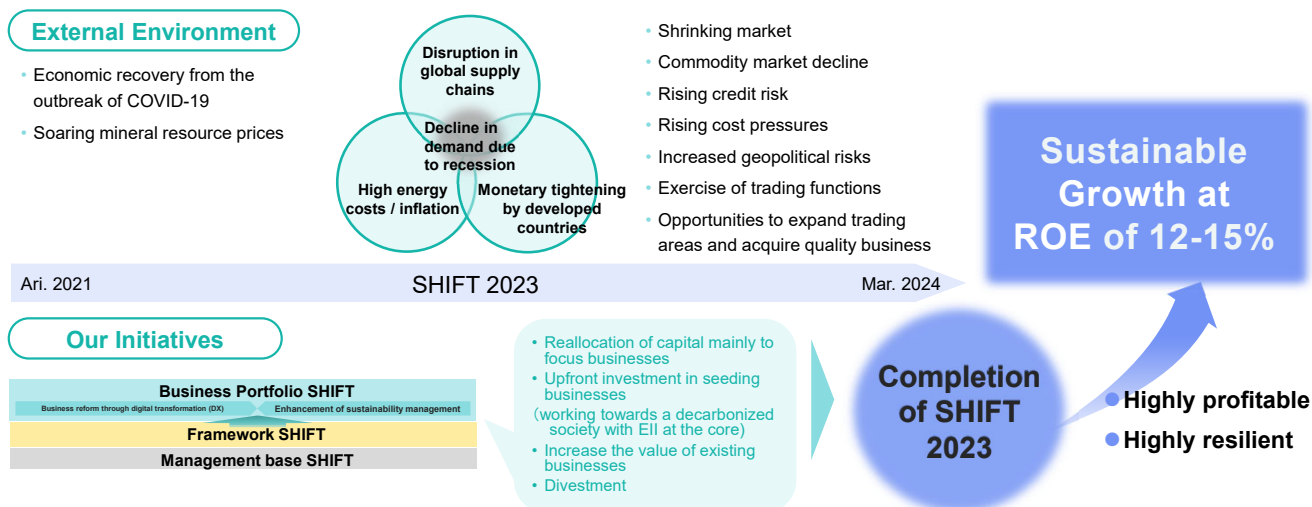 External Environment
• Economic recovery from the
outbreak of COVID-19
• Soaring mineral resource prices
Disruption in
global supply
chains
Decline in
demand due
to recession
High energy
costs / inflation
Monetary tightening
by developed
countries
• Shrinking market
• Commodity market decline
• Rising credit risk
• Rising cost pressures
• Increased geopolitical risks
• Exercise of trading functions
• Opportunities to expand trading
areas and acquire quality business
Sustainable
Growth at
ROE of 12-15%
Ari. 2021
SHIFT 2023
Mar. 2024
Our Initiatives
Business Portfolio SHIFT
Business reform through digital transformation (DX)
Enhancement of sustainability management
Framework SHIFT
Management base SHIFT
• Reallocation of capital mainly to
focus businesses
• Upfront investment in seeding
businesses
(working towards a decarbonized
society with EII at the core)
• Increase the value of existing
businesses
• Divestment
Completion
of SHIFT
2023
●Highly profitable
●Highly resilient